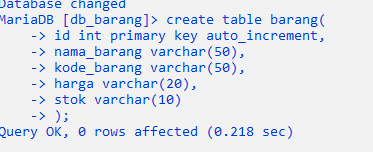 Database changed
MariaDB [db_barang]> create table barang(
    -> id int primary key auto_increment,
    -> nama_barang varchar(50),
    -> kode_barang varchar(50),
    -> harga varchar(20),
    -> stok varchar(10)
    -> );
Query OK, 0 rows affected (0.218 sec)